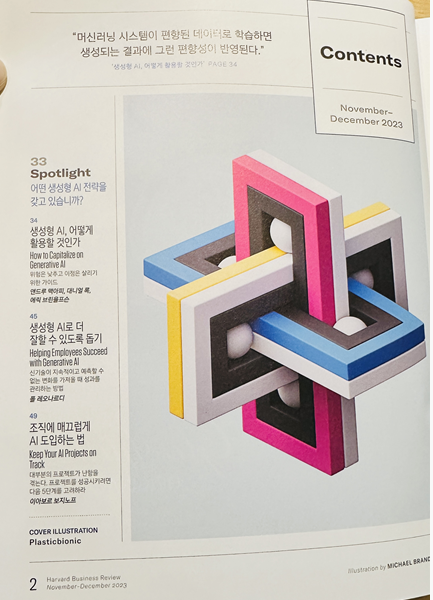 “머신러닝 시스템이 편향된 데이터로 학습하면
생성되는 결과에 그런 편향성이 반영된다.”
‘생성형 AI, 어떻게 활용할 것인가’ PAGE 34
Contents
November–
December 2023
33
Spotlight
어떤 생성형 AI 전략을
갖고 있습니까?
34
생성형 AI, 어떻게
활용할 것인가
How to Capitalize on
Generative AI
위험은 낮추고 이점은 살리기
위한 가이드
앤드루 맥아피, 대니얼 록,
에릭 브린욜프슨
45
생성형 AI로 더
잘할 수 있도록 돕기
Helping Employees Succeed
with Generative AI
신기술이 지속적이고 예측할 수
없는 변화를 가져올 때 성과를
관리하는 방법
폴 레오나르디
49
조직에 매끄럽게
AI 도입하는 법
Keep Your AI Projects on
Track
대부분의 프로젝트가 난항을
겪는다. 프로젝트를 성공시키려면
다음 5단계를 고려하라
이아보르 보지노프
COVER ILLUSTRATION
Plasticbionic
2
Harvard Business Review
November–December 2023
Illustration by MICHAEL BRAND